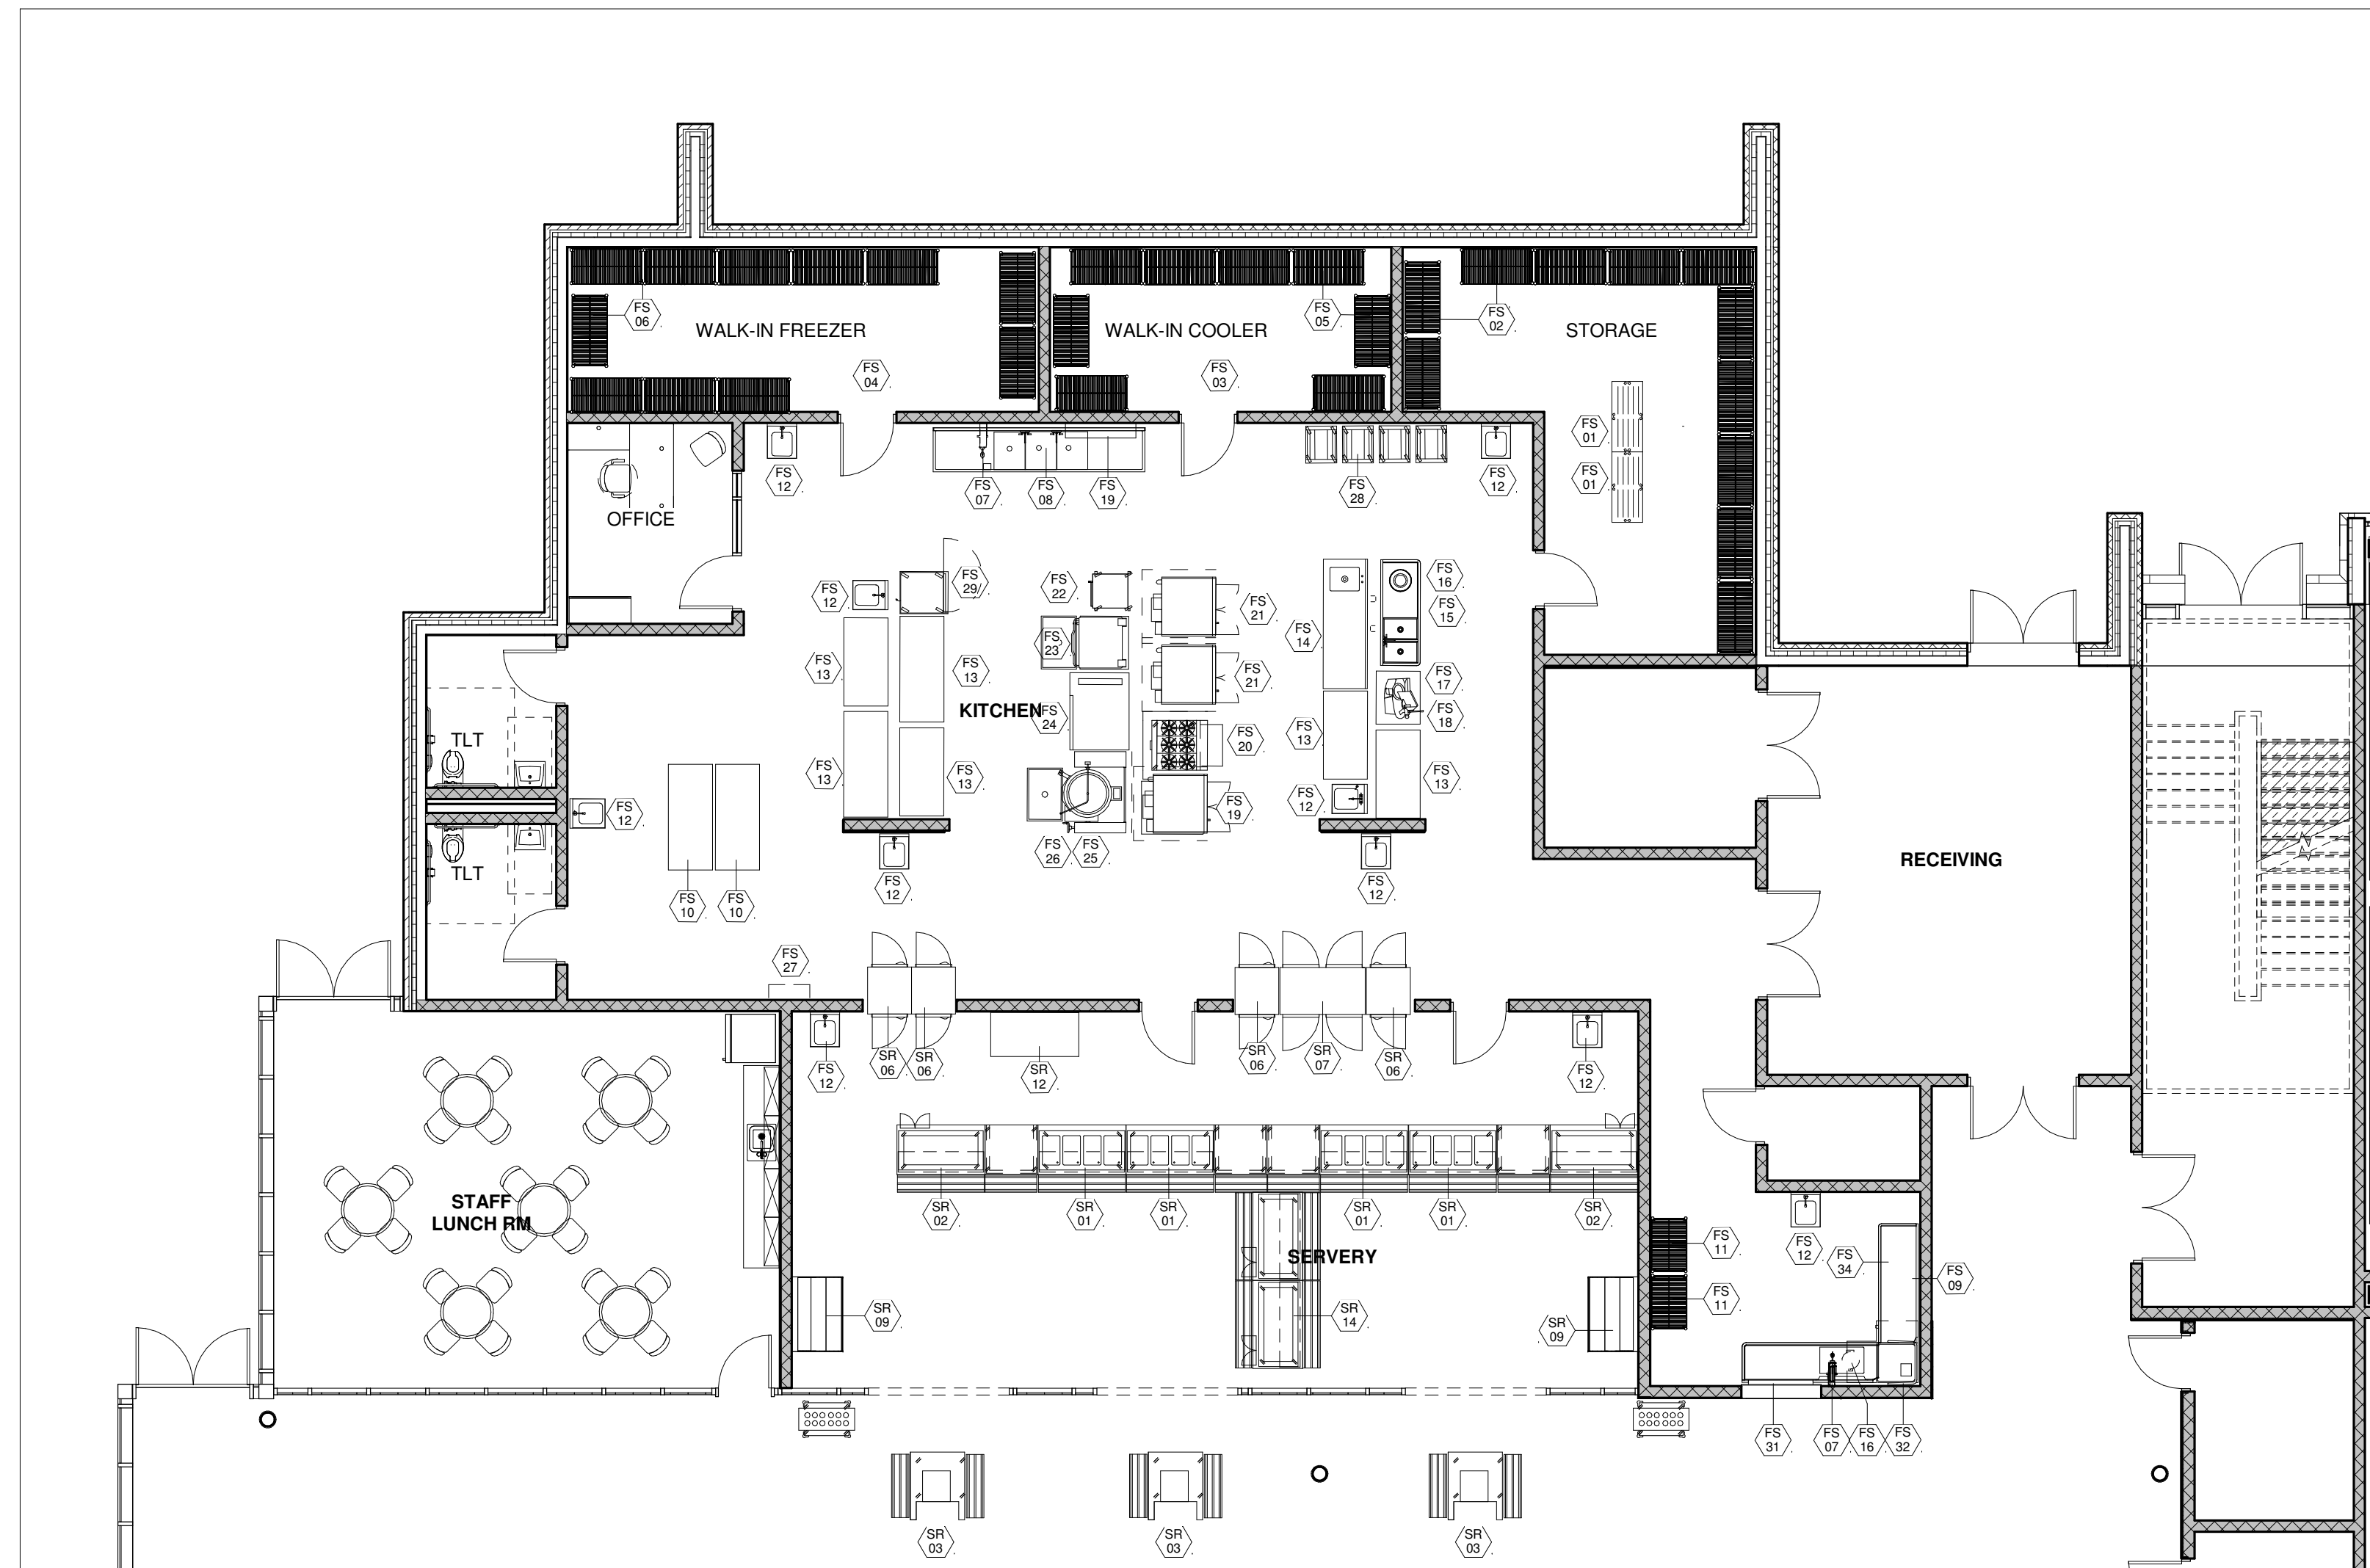 FS
06
WALK-IN FREEZER
FS
04
WALK-IN COOLER
FS
05
FS
03
FS
02
STORAGE
FS
01
FS
01
OFFICE
FS
12
FS
07
FS
08
FS
19
FS
28
FS
12
FS
12
FS
29
FS
22
FS
21
FS
16
FS
15
FS
14
FS
23
FS
13
FS
13
FS
21
FS
17
FS
18
KITCHEN
FS
24
FS
20
FS
13
FS
13
FS
13
FS
13
TLT
FS
12
FS
19
FS
12
FS
26
FS
25
TLT
FS
10
FS
10
FS
12
FS
12
RECEIVING
FS
27
FS
12
SR
06
SR
06
SR
12
SR
06
SR
07
SR
06
FS
12
STAFF
LUNCH RM
SR
02
SR
01
SR
01
SR
01
SR
01
SR
02
SERVERY
FS
11
FS
11
FS
12
FS
34
FS
09
SR
09
SR
14
SR
09
FS
31
FS
07
FS
16
FS
32
SR
03
SR
03
SR
03